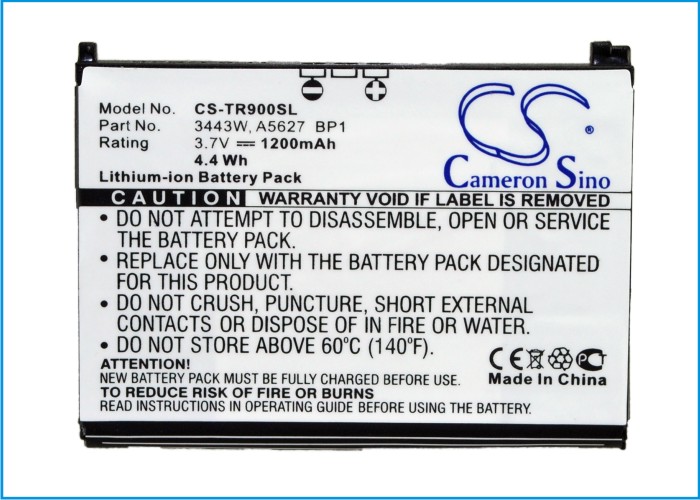 Model No.  CS-TR900SL
Part No.  3443W, A5627 BP1
Rating  3.7V ⎓ 1200mAh
4.4 Wh
Lithium-ion Battery Pack
CS
Cameron Sino
CAUTION WARRANTY VOID IF LABEL IS REMOVED
• DO NOT ATTEMPT TO DISASSEMBLE, OPEN OR SERVICE
THE BATTERY PACK.
• REPLACE ONLY WITH THE BATTERY PACK DESIGNATED
FOR THIS PRODUCT.
• DO NOT CRUSH, PUNCTURE, SHORT EXTERNAL
CONTACTS OR DISPOSE OF IN FIRE OR WATER.
• DO NOT STORE ABOVE 60°C (140°F).
ATTENTION!
NEW BATTERY PACK, CHARGE BEFORE USE
TO REDUCE RISK OF FIRE OR BURNS
READ INSTRUCTIONS IN OPERATING GUIDE BEFORE USING THE BATTERY.
CE
Made In China